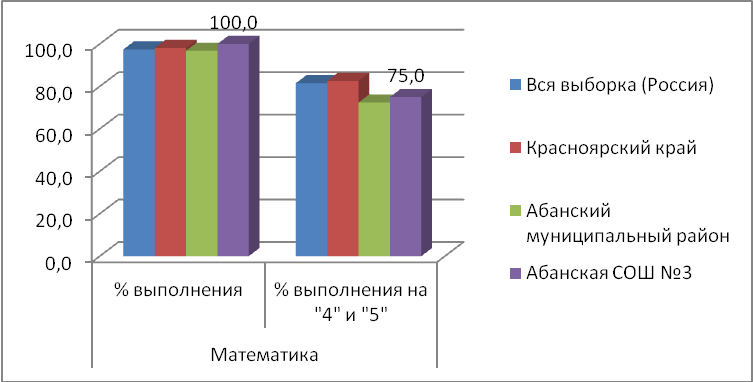 100,0
75,0
100,0
80,0
60,0
40,0
20,0
0,0
% выполнения
% выполнения на
"4" и "5"
Математика
Вся выборка (Россия)
Красноярский край
Абанский
муниципальный район
Абанская СОШ №3